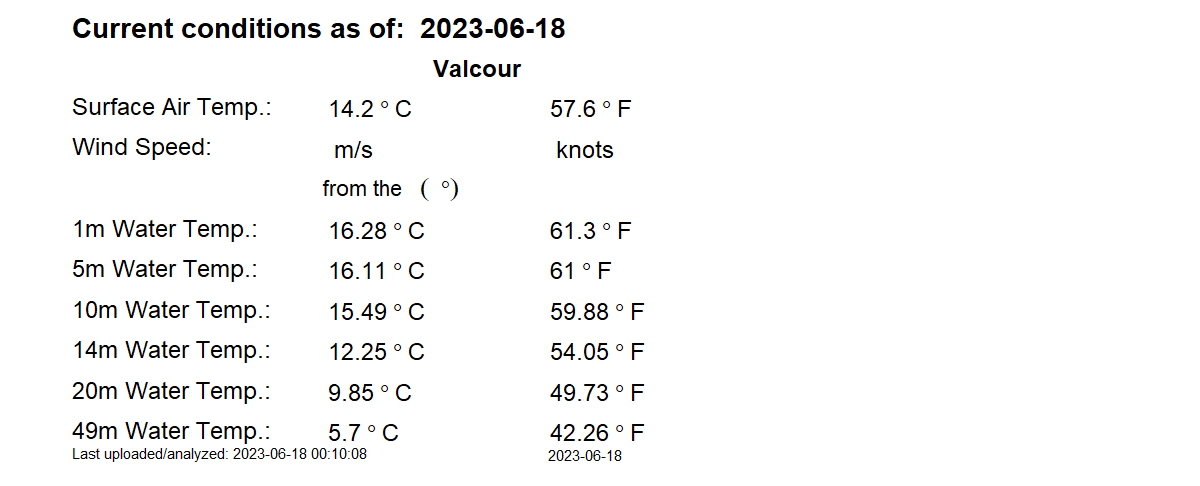 Current conditions as of: 2023-06-18
Valcour
Surface Air Temp.: 14.2 ° C 57.6 ° F
Wind Speed: m/s knots
from the ( °)
1m Water Temp.: 16.28 ° C 61.3 ° F
5m Water Temp.: 16.11 ° C 61 ° F
10m Water Temp.: 15.49 ° C 59.88 ° F
14m Water Temp.: 12.25 ° C 54.05 ° F
20m Water Temp.: 9.85 ° C 49.73 ° F
49m Water Temp.: 5.7 ° C 42.26 ° F
Last uploaded/analyzed: 2023-06-18 00:10:08 2023-06-18